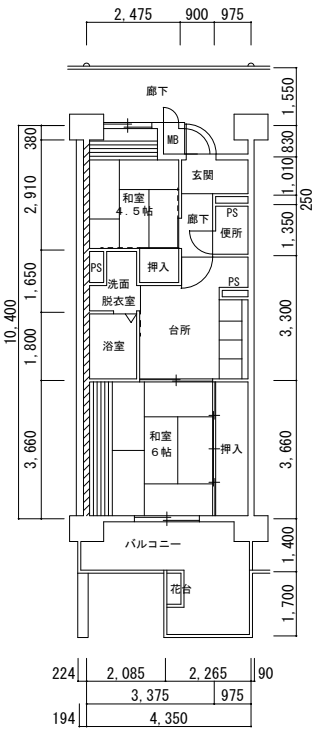 2,475 900 975
廊下
1,550
MB
380
830
玄関
1,010
250
和室
4.5帖
2,910
廊下
PS
便所
1,350
PS
洗面
脱衣室
押入
PS
1,650
10,400
台所
3,300
浴室
1,800
和室
6帖
押入
3,660
3,660
バルコニー
1,400
花台
1,700
224 2,085 2,265 90
3,375 975
194 4,350